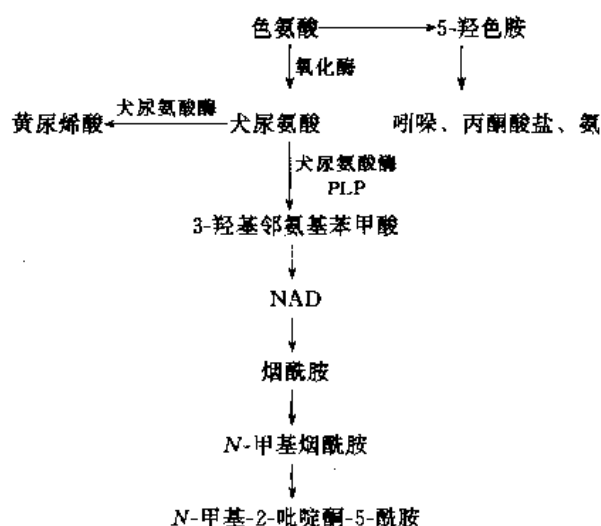 色氨酸 5-羟色胺
氧化酶
犬尿氨酸酶
黄尿烯酸 犬尿氨酸 吲哚、丙酮酸盐、氨
犬尿氨酸酶
PLP
3-羟基邻氨基苯甲酸
NAD
烟酰胺
N-甲基烟酰胺
N-甲基-2-吡啶酮-5-酰胺